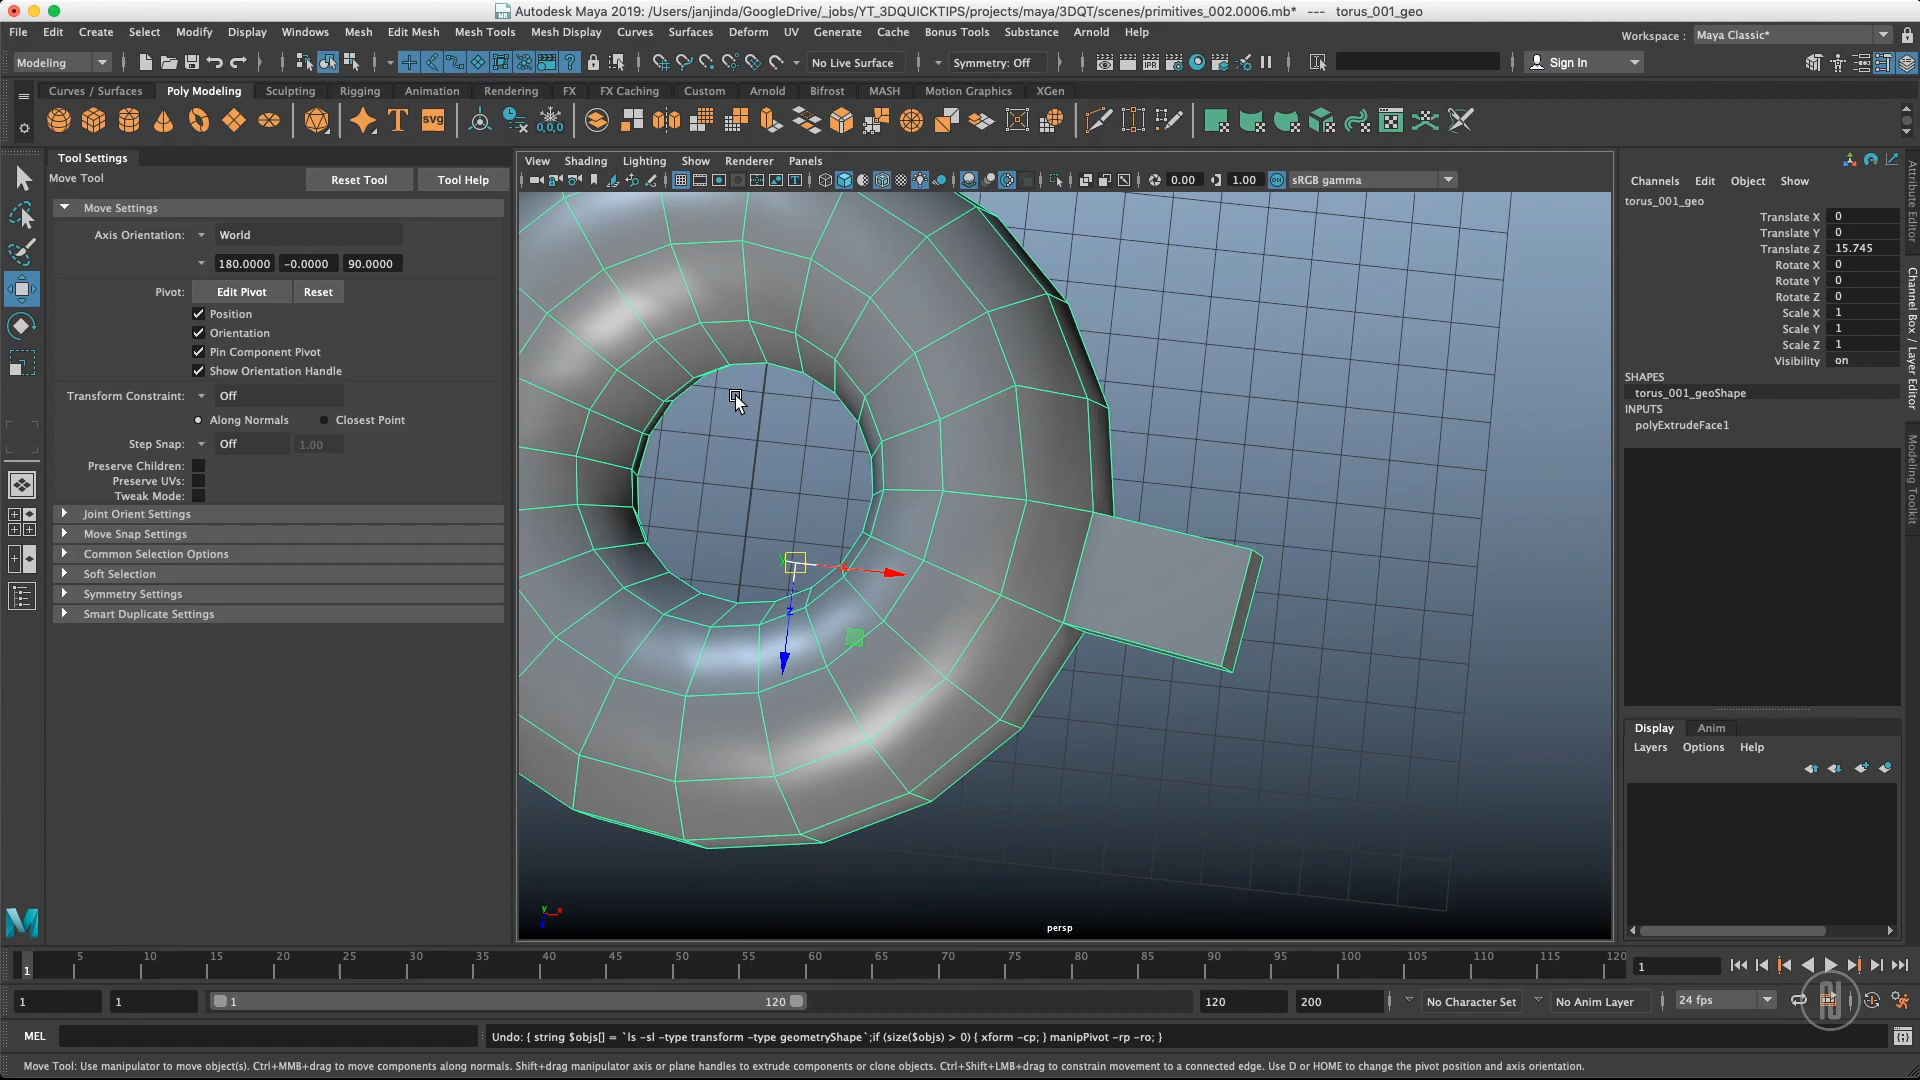 Autodesk Maya 2019: /Users/janjinda/GoogleDrive/_jobs/YT_3DQUICKTIPS/projects/maya/3DQT/scenes/primitives_002.0006.mb* --- torus_001_geo
File Edit Create Select Modify Display Windows Mesh Edit Mesh Mesh Tools Mesh Display Curves Surfaces Deform UV Generate Cache Bonus Tools Substance Arnold Help
Workspace : Maya Classic*
Modeling No Live Surface Symmetry: Off Sign In
Curves / Surfaces Poly Modeling Sculpting Rigging Animation Rendering FX FX Caching Custom Arnold Bifrost MASH Motion Graphics XGen
T svg 0,0,0
Tool Settings
Move Tool Reset Tool Tool Help
Move Settings
Axis Orientation: World
180.0000 -0.0000 90.0000
Pivot: Edit Pivot Reset
Position
Orientation
Pin Component Pivot
Show Orientation Handle
Transform Constraint: Off
Along Normals Closest Point
Step Snap: Off 1.00
Preserve Children:
Preserve UVs:
Tweak Mode:
Joint Orient Settings
Move Snap Settings
Common Selection Options
Soft Selection
Symmetry Settings
Smart Duplicate Settings
View Shading Lighting Show Renderer Panels
0.00 1.00 ON sRGB gamma
y x
z
y x
persp
Channels Edit Object Show
torus_001_geo
Translate X 0
Translate Y 0
Translate Z 15.745
Rotate X 0
Rotate Y 0
Rotate Z 0
Scale X 1
Scale Y 1
Scale Z 1
Visibility on
SHAPES
torus_001_geoShape
INPUTS
polyExtrudeFace1
Attribute Editor
Channel Box / Layer Editor
Modeling Toolkit
Display Anim
Layers Options Help
1 5 10 15 20 25 30 35 40 45 50 55 60 65 70 75 80 85 90 95 100 105 110 115 120 1
1 1 1 120 120 200 No Character Set No Anim Layer 24 fps
MEL Undo: { string $objs[] = `ls -sl -type transform -type geometryShape`;if (size($objs) > 0) { xform -cp; } manipPivot -rp -ro; }
Move Tool: Use manipulator to move object(s). Ctrl+MMB+drag to move components along normals. Shift+drag manipulator axis or plane handles to extrude components or clone objects. Ctrl+Shift+LMB+drag to constrain movement to a connected edge. Use D or HOME to change the pivot position and axis orientation.